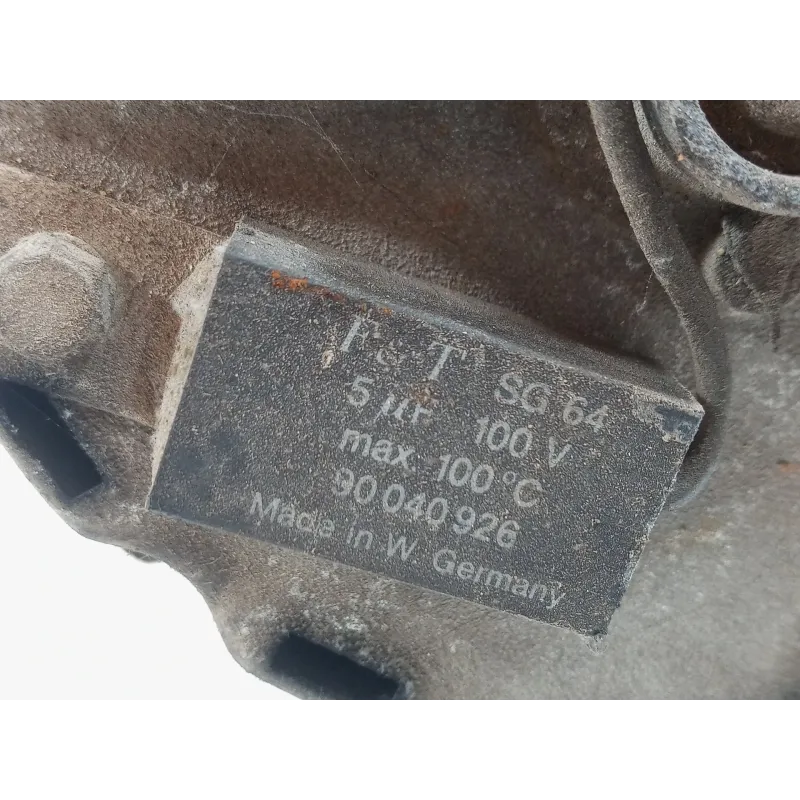 F & T SG 64
5 µF 100 V
max. 100 °C
90 040 926
Made in W. Germany